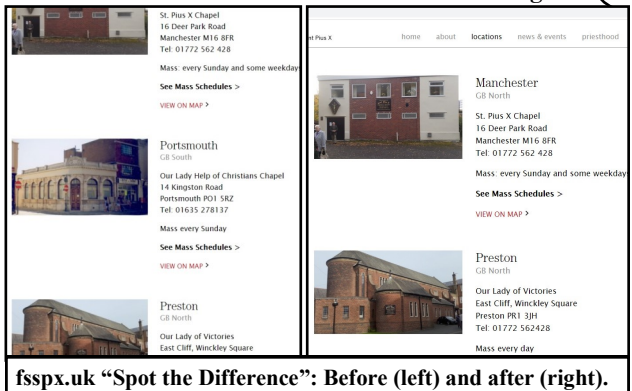 St. Pius X Chapel
16 Deer Park Road
Manchester M16 8FR
Tel: 01772 562 428
Mass: every Sunday and some weekdays
See Mass Schedules >
VIEW ON MAP >
Portsmouth
GB South
Our Lady Help of Christians Chapel
14 Kingston Road
Portsmouth PO1 5RZ
Tel: 01635 278137
Mass every Sunday
See Mass Schedules >
VIEW ON MAP >
Preston
GB North
Our Lady of Victories
East Cliff, Winckley Square
nt Pius X
home about locations news & events priesthood
Manchester
GB North
St. Pius X Chapel
16 Deer Park Road
Manchester M16 8FR
Tel: 01772 562 428
Mass: every Sunday and some weekday
See Mass Schedules >
VIEW ON MAP >
Preston
GB North
Our Lady of Victories
East Cliff, Winckley Square
Preston PR1 3JH
Tel: 01772 562428
Mass every day
fsspx.uk “Spot the Difference”: Before (left) and after (right).